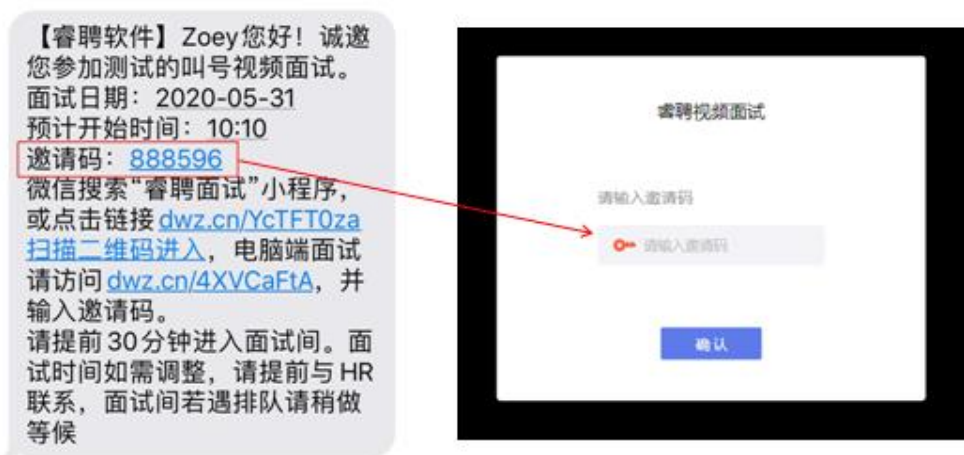 【睿聘软件】Zoey您好！诚邀
您参加测试的叫号视频面试。
面试日期：2020-05-31
预计开始时间：10:10
邀请码：888596
微信搜索“睿聘面试”小程序，
或点击链接 dwz.cn/YcTFT0za
扫描二维码进入，电脑端面试
请访问 dwz.cn/4XVCaFtA，并
输入邀请码。
请提前30分钟进入面试间。面
试时间如需调整，请提前与HR
联系，面试间若遇排队请稍做
等候
睿聘视频面试
请输入邀请码
请输入邀请码
确认